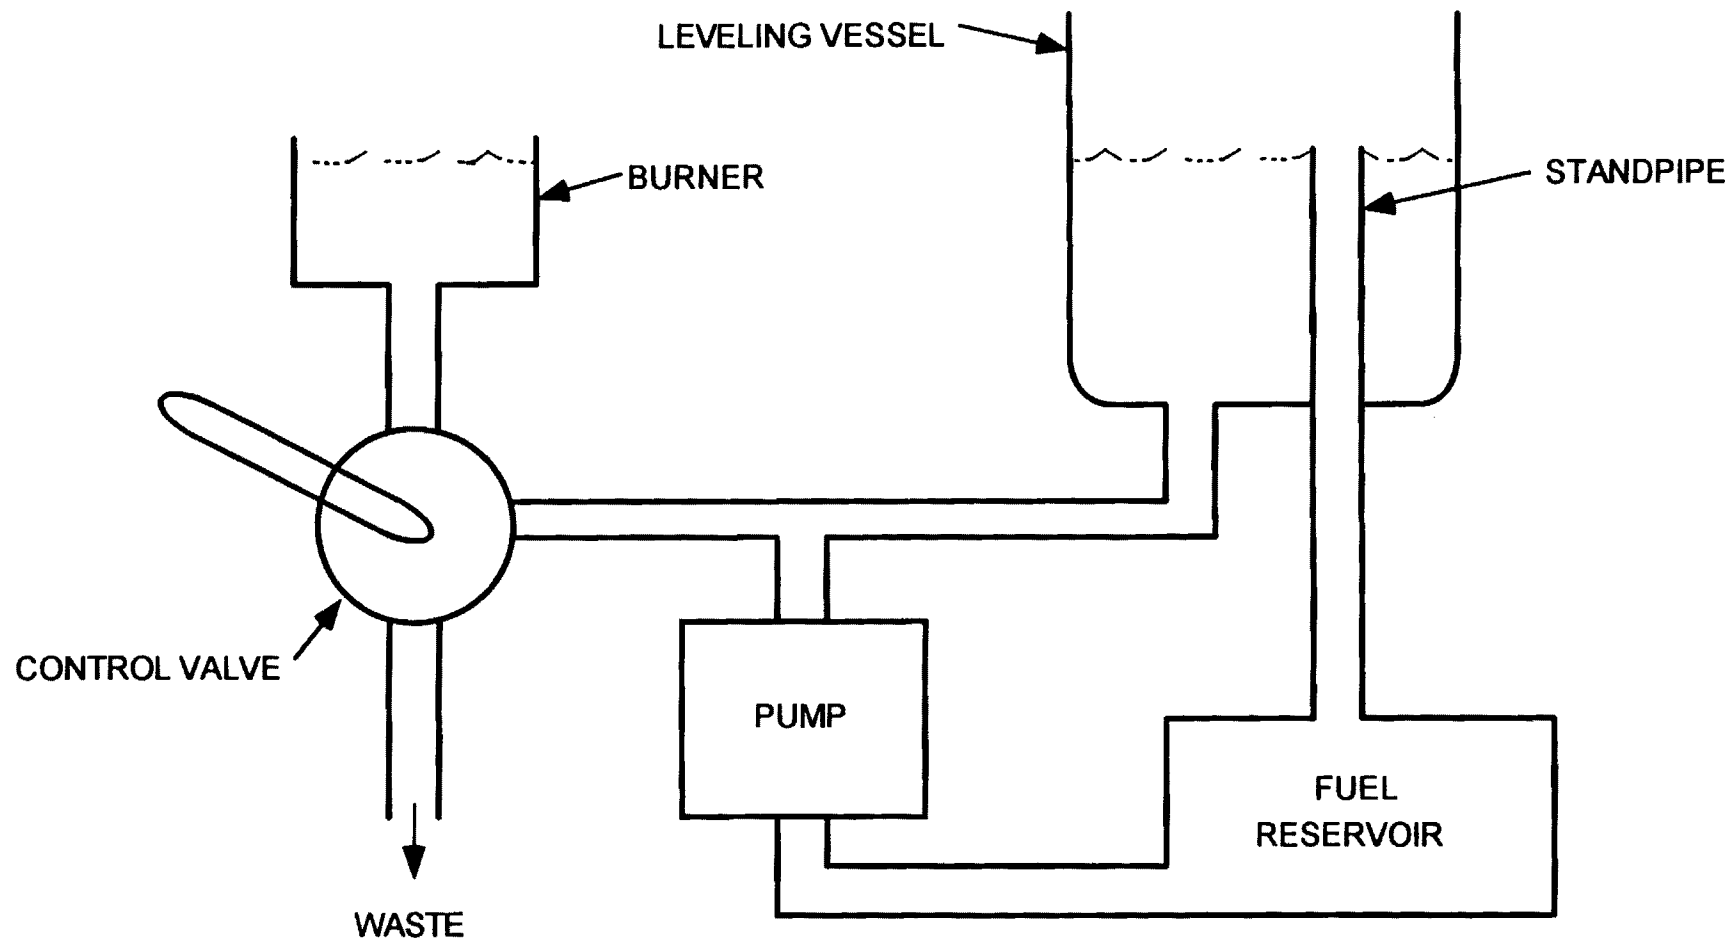 LEVELING VESSEL
BURNER
STANDPIPE
CONTROL VALVE
PUMP
FUEL
RESERVOIR
WASTE